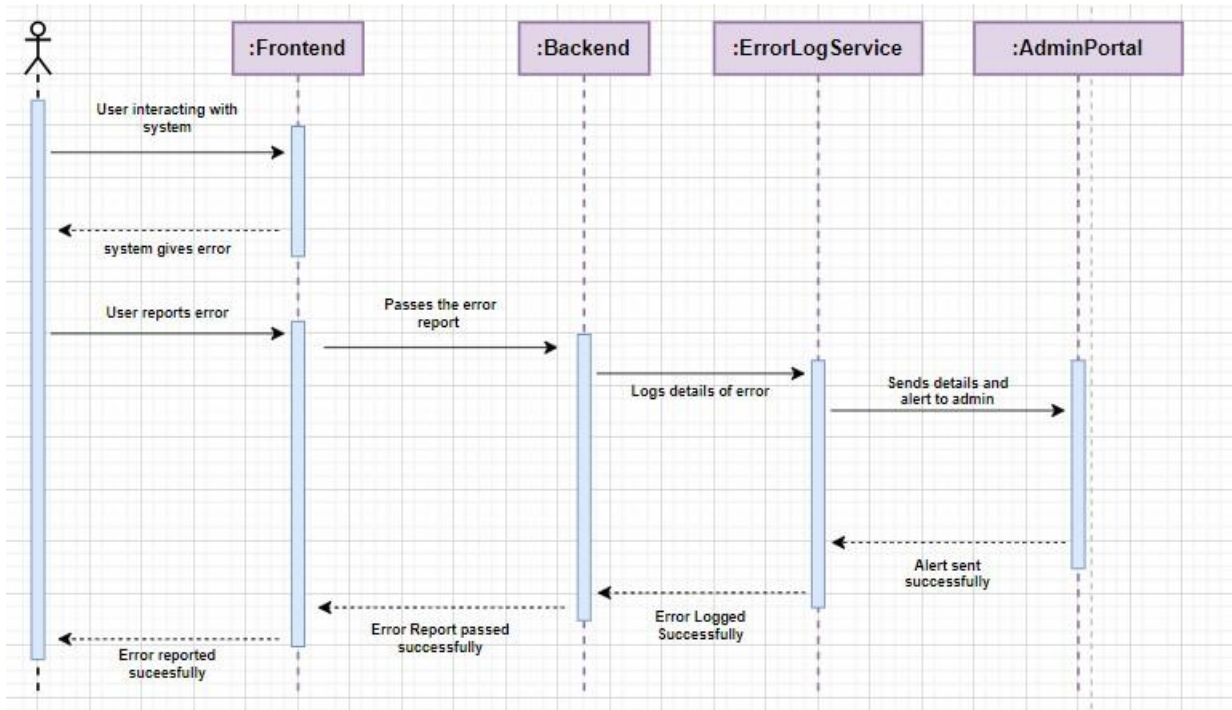 :Frontend
:Backend
:ErrorLogService
:AdminPortal
User interacting with
system
system gives error
User reports error
Passes the error
report
Logs details of error
Sends details and
alert to admin
Alert sent
successfully
Error Logged
Successfully
Error Report passed
successfully
Error reported
suceesfully